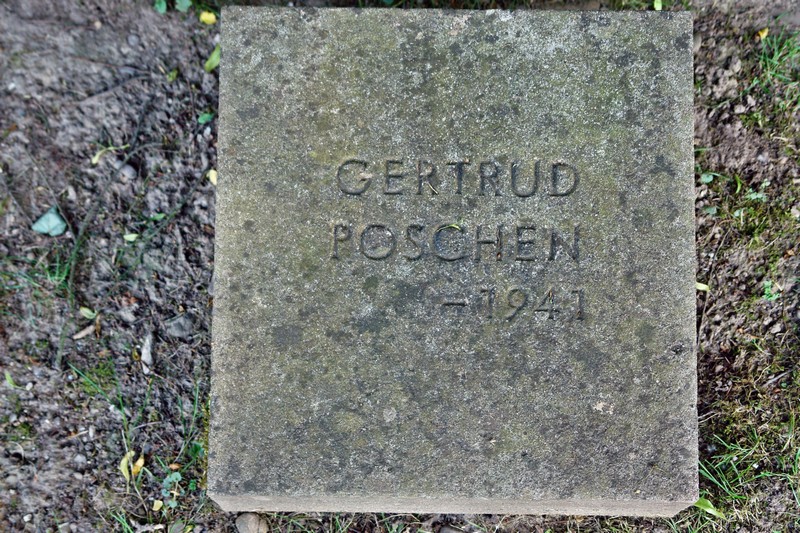 GERTRUD
POSCHEN
– 1941